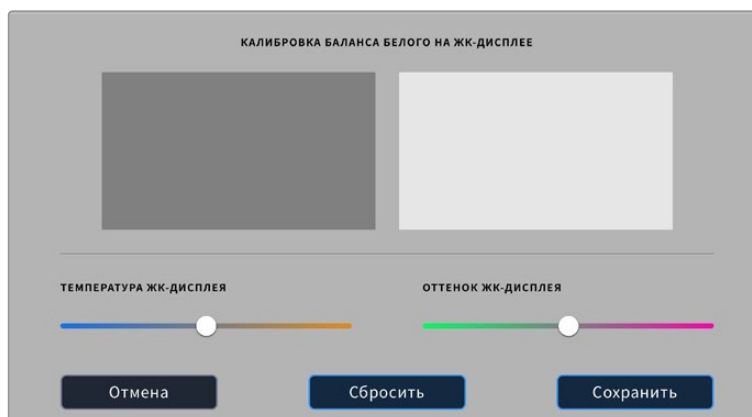 КАЛИБРОВКА БАЛАНСА БЕЛОГО НА ЖК-ДИСПЛЕЕ
ТЕМПЕРАТУРА ЖК-ДИСПЛЕЯ
ОТТЕНОК ЖК-ДИСПЛЕЯ
Отмена
Сбросить
Сохранить